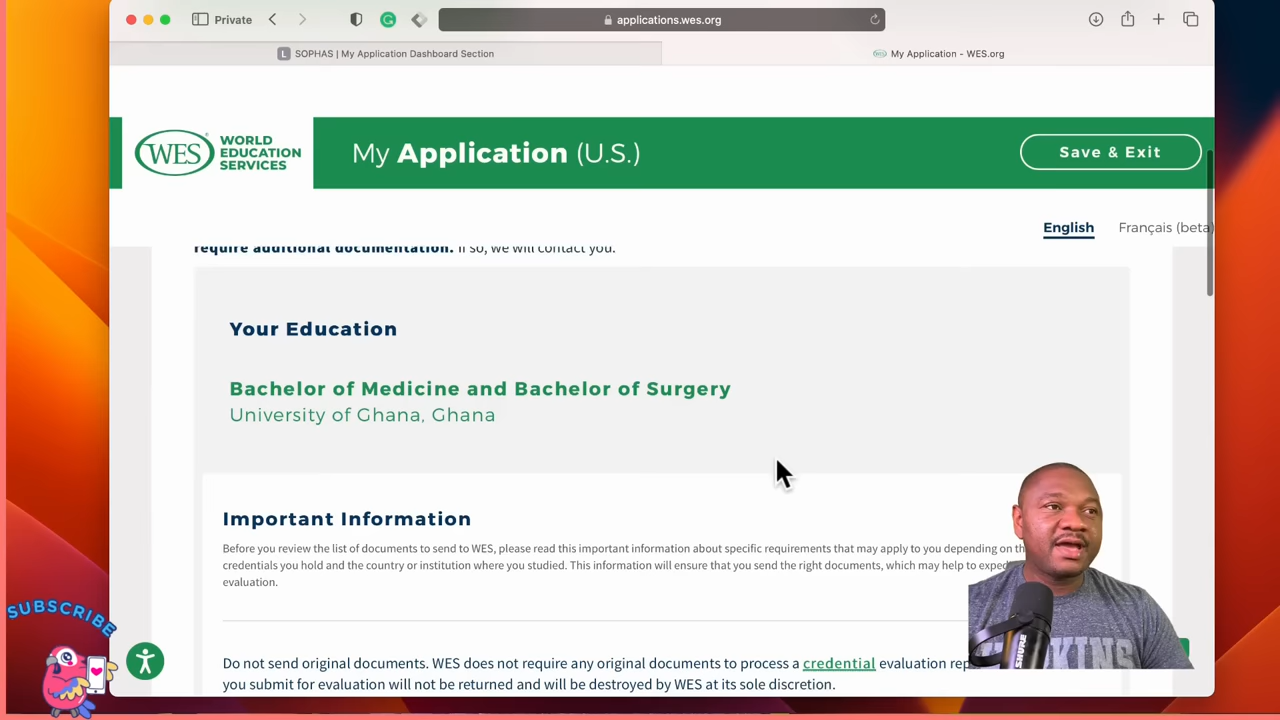 Private
applications.wes.org
SOPHAS | My Application Dashboard Section
My Application - WES.org
WES
WORLD
EDUCATION
SERVICES
My Application (U.S.)
Save & Exit
English
Français (beta)
require additional documentation. If so, we will contact you.
Your Education
Bachelor of Medicine and Bachelor of Surgery
University of Ghana, Ghana
Important Information
Before you review the list of documents to send to WES, please read this important information about specific requirements that may apply to you depending on
credentials you hold and the country or institution where you studied. This information will ensure that you send the right documents, which may help to
evaluation.
Do not send original documents. WES does not require any original documents to process a credential evaluation
you submit for evaluation will not be returned and will be destroyed by WES at its sole discretion.
SUBSCRIBE
SHURE